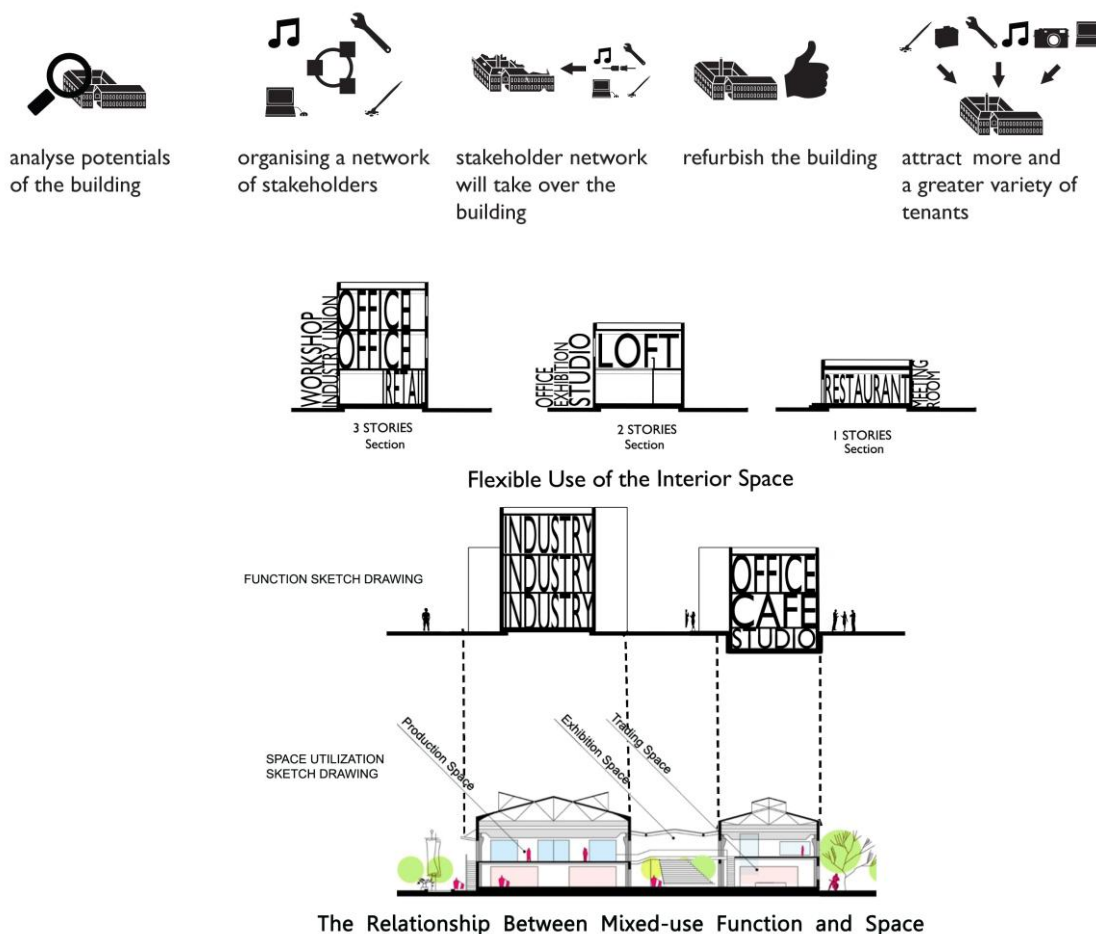 analyse potentials
of the building
organising a network
of stakeholders
stakeholder network
will take over the
building
refurbish the building
attract more and
a greater variety of
tenants
WORKSHOP
INDUSTRY UNION
OFFICE
OFFICE
RETAIL
3 STORIES
Section
OFFICE
EXHIBITION
STUDIO
LOFT
2 STORIES
Section
RESTAURANT
MEETING
ROOM
1 STORIES
Section
Flexible Use of the Interior Space
FUNCTION SKETCH DRAWING
INDUSTRY
INDUSTRY
INDUSTRY
OFFICE
CAFE
STUDIO
SPACE UTILIZATION
SKETCH DRAWING
Production Space
Exhibition Space
Trading Space
The Relationship Between Mixed-use Function and Space